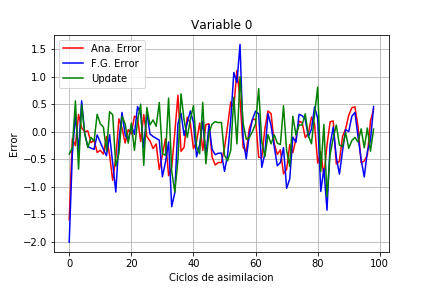 Variable 0
Ana. Error
F.G. Error
Update
Error
1.5
1.0
0.5
0.0
−0.5
−1.0
−1.5
−2.0
0 20 40 60 80 100
Ciclos de asimilacion